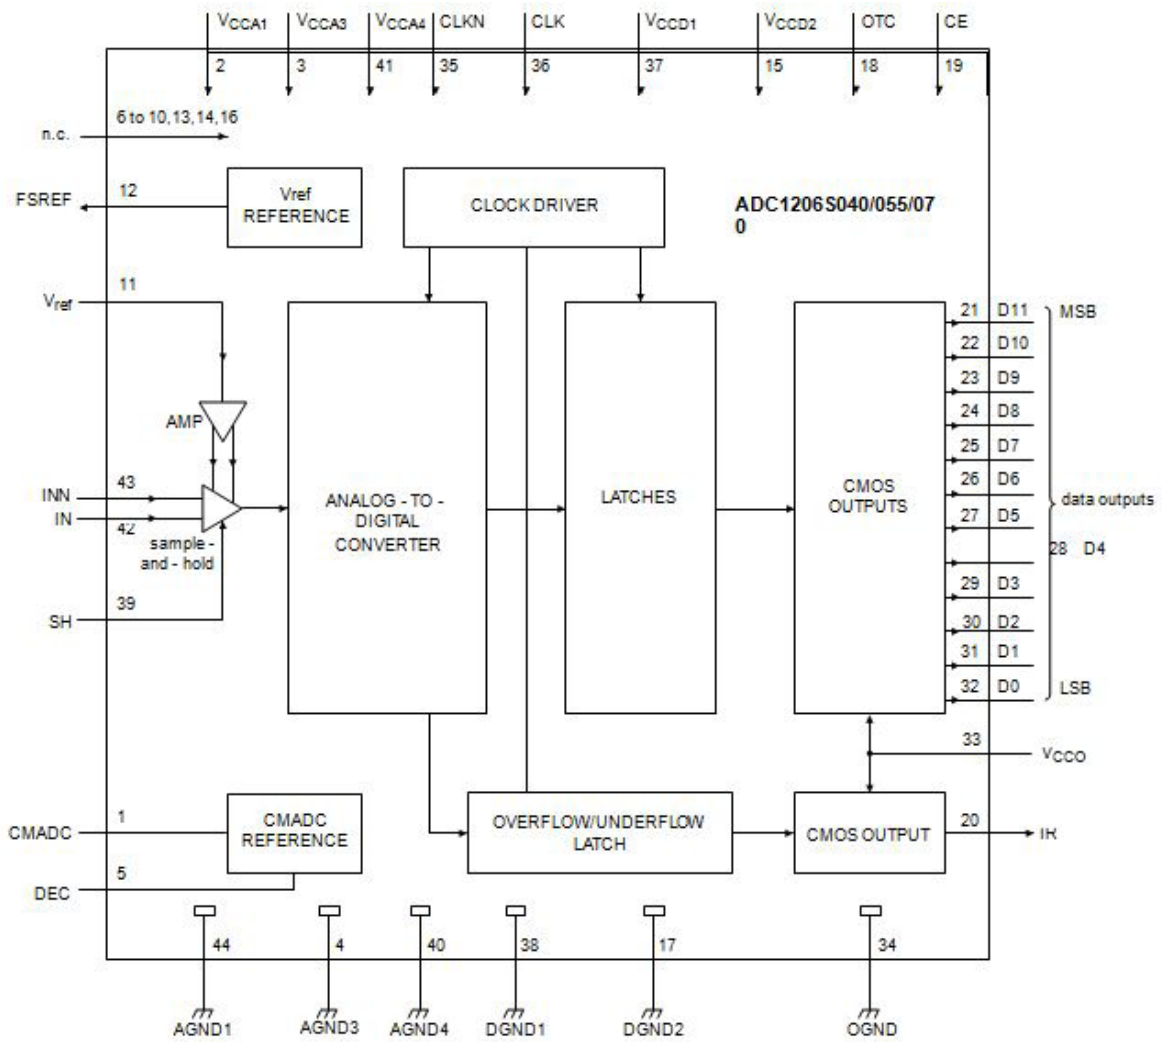 VCCA1 VCCA3 VCCA4 CLKN CLK VCCD1 VCCD2 OTC CE
2 3 41 35 36 37 15 18 19
6 to 10, 13, 14, 16
n.c.
12
FSREF
Vref
REFERENCE
CLOCK DRIVER
ADC1206S040/055/07
0
11
Vref
AMP
43
INN
IN
42
sample -
and - hold
39
SH
ANALOG - TO -
DIGITAL
CONVERTER
LATCHES
CMOS
OUTPUTS
21 D11 MSB
22 D10
23 D9
24 D8
25 D7
26 D6
data outputs
27 D5
28 D4
29 D3
30 D2
31 D1
32 D0 LSB
33
VCCO
1
CMADC
CMADC
REFERENCE
5
DEC
OVERFLOW/UNDERFLOW
LATCH
CMOS OUTPUT
20
IR
44 4 40 38 17 34
AGND1 AGND3 AGND4 DGND1 DGND2 OGND